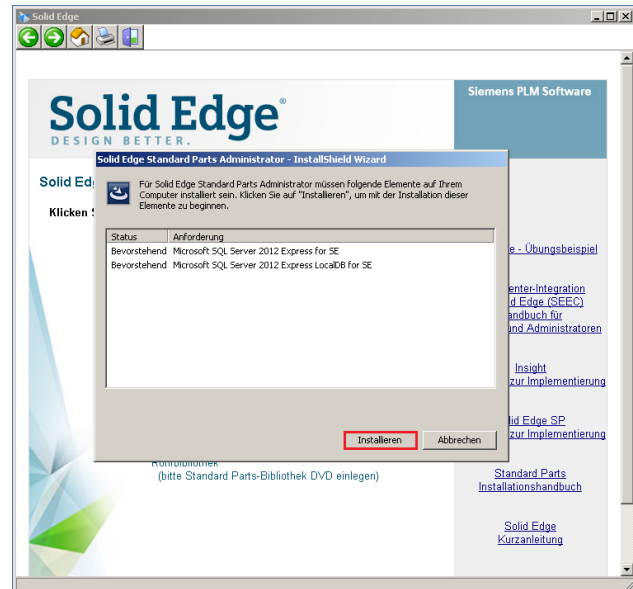 Solid Edge
Siemens PLM Software
Solid Edge®
DESIGN BETTER.
Solid Edge Standard Parts Administrator - InstallShield Wizard
Solid Ed
Für Solid Edge Standard Parts Administrator müssen folgende Elemente auf Ihrem
Computer installiert sein. Klicken Sie auf "Installieren", um mit der Installation dieser
Elemente zu beginnen.
Klicken
Status Anforderung
Bevorstehend Microsoft SQL Server 2012 Express for SE
Bevorstehend Microsoft SQL Server 2012 Express LocalDB for SE
e - Übungsbeispiel
enter-Integration
d Edge (SEEC)
andbuch für
und Administratoren
Insight
zur Implementierung
lid Edge SP
zur Implementierung
Installieren Abbrechen
Rohrbibliothek
(bitte Standard Parts-Bibliothek DVD einlegen)
Standard Parts
Installationshandbuch
Solid Edge
Kurzanleitung